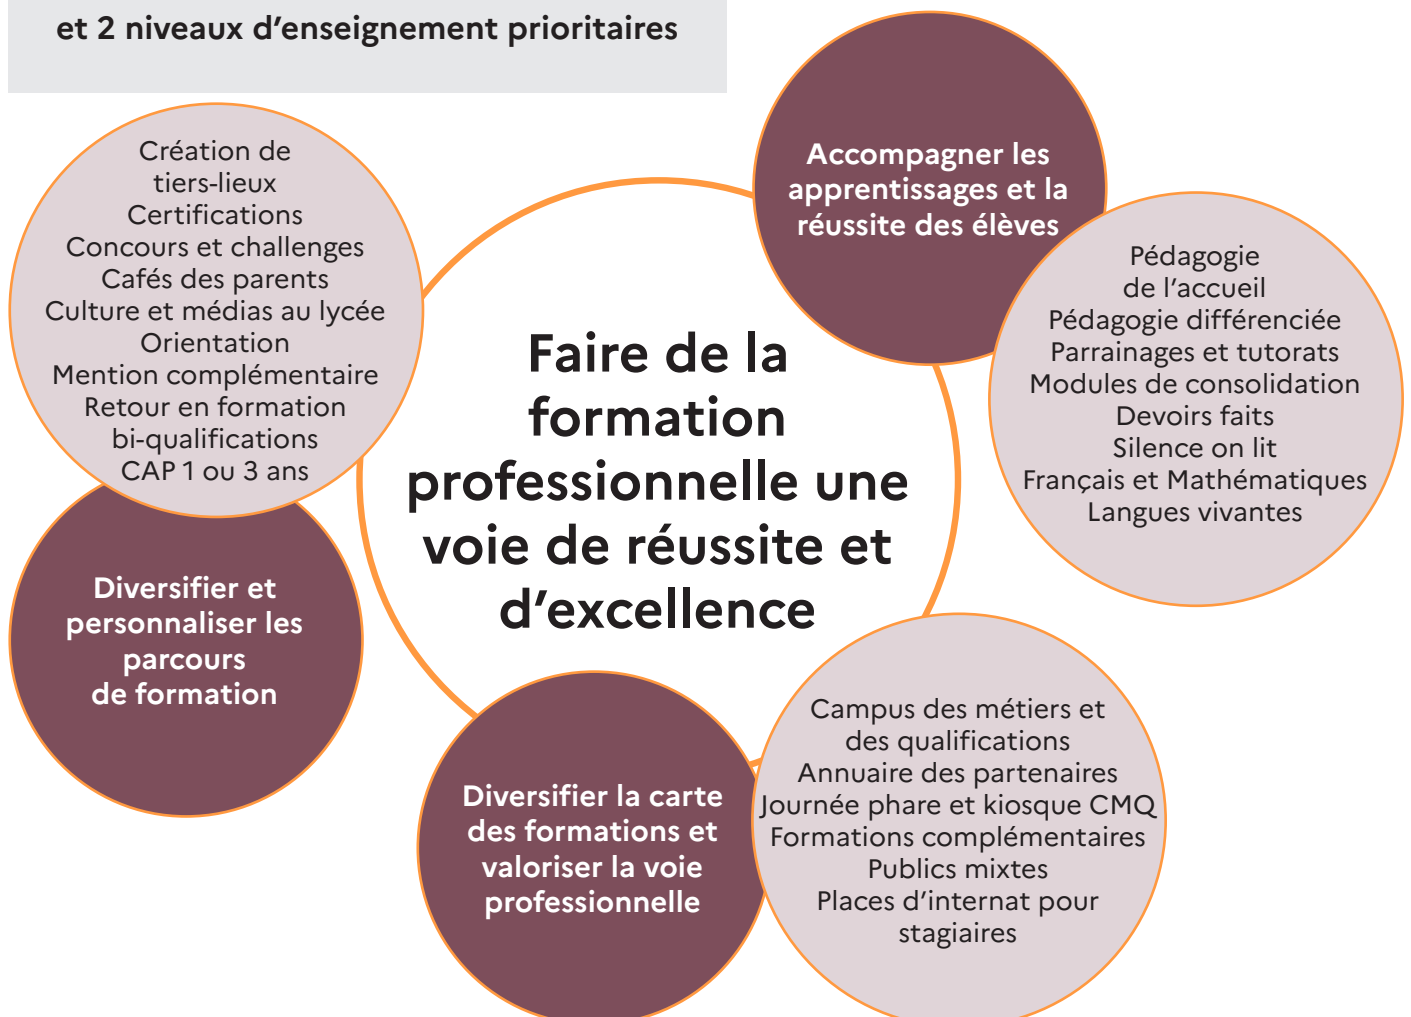 et 2 niveaux d’enseignement prioritaires
Création de
tiers-lieux
Certifications
Concours et challenges
Cafés des parents
Culture et médias au lycée
Orientation
Mention complémentaire
Retour en formation
bi-qualifications
CAP 1 ou 3 ans
Diversifier et
personnaliser les
parcours
de formation
Faire de la
formation
professionnelle une
voie de réussite et
d’excellence
Accompagner les
apprentissages et la
réussite des élèves
Pédagogie
de l’accueil
Pédagogie différenciée
Parrainages et tutorats
Modules de consolidation
Devoirs faits
Silence on lit
Français et Mathématiques
Langues vivantes
Diversifier la carte
des formations et
valoriser la voie
professionnelle
Campus des métiers et
des qualifications
Annuaire des partenaires
Journée phare et kiosque CMQ
Formations complémentaires
Publics mixtes
Places d’internat pour
stagiaires